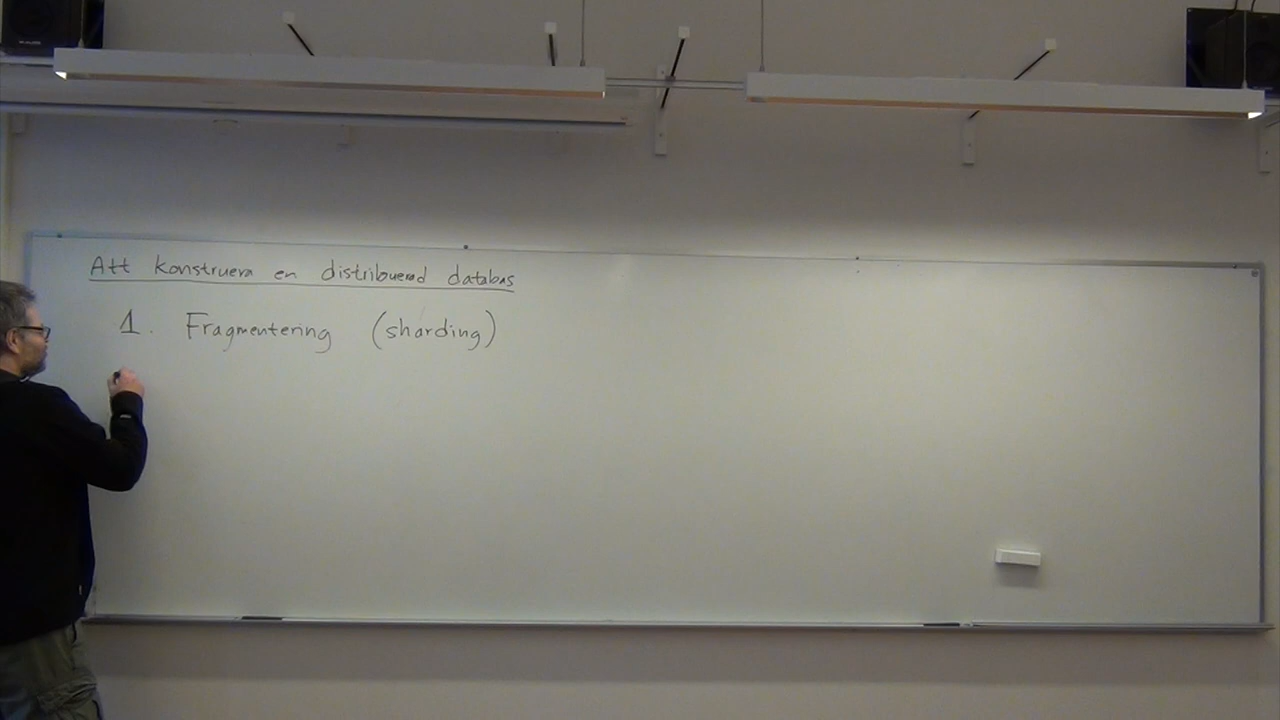 Att konstruera en distribuerad databas
1. Fragmentering (sharding)